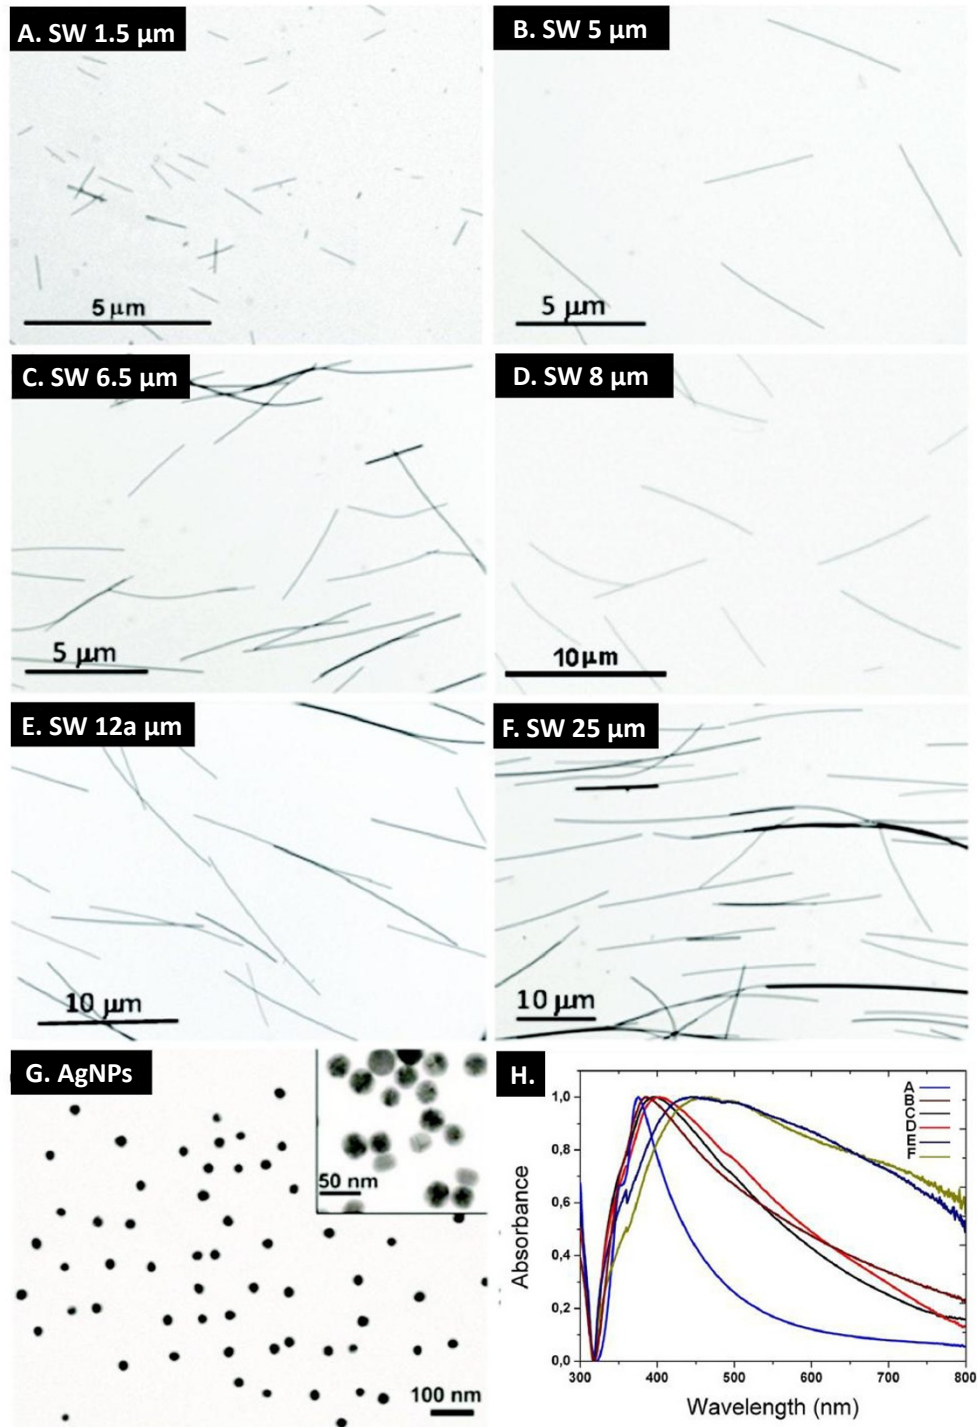 A. SW 1.5 µm
5 µm
B. SW 5 µm
5 µm
C. SW 6.5 µm
5 µm
D. SW 8 µm
10 µm
E. SW 12a µm
10 µm
F. SW 25 µm
10 µm
G. AgNPs
50 nm
100 nm
H.
1,0
0,8
0,6
0,4
0,2
0,0
Absorbance
A
B
C
D
E
F
300 400 500 600 700 800
Wavelength (nm)